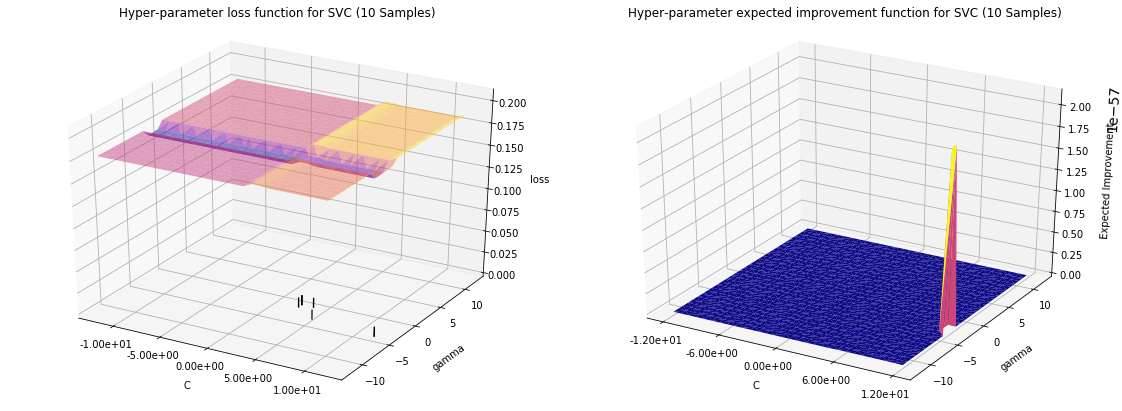 Hyper-parameter loss function for SVC (10 Samples)
0.200
0.175
0.150
0.125
0.100
0.075
0.050
0.025
0.000
loss
-1.00e+01
-5.00e+00
0.00e+00
5.00e+00
1.00e+01
C
−10
−5
0
5
10
gamma
Hyper-parameter expected improvement function for SVC (10 Samples)
1e−57
2.00
1.75
1.50
1.25
1.00
0.75
0.50
0.25
0.00
Expected Improvement
-1.20e+01
-6.00e+00
0.00e+00
6.00e+00
1.20e+01
C
−10
−5
0
5
10
gamma